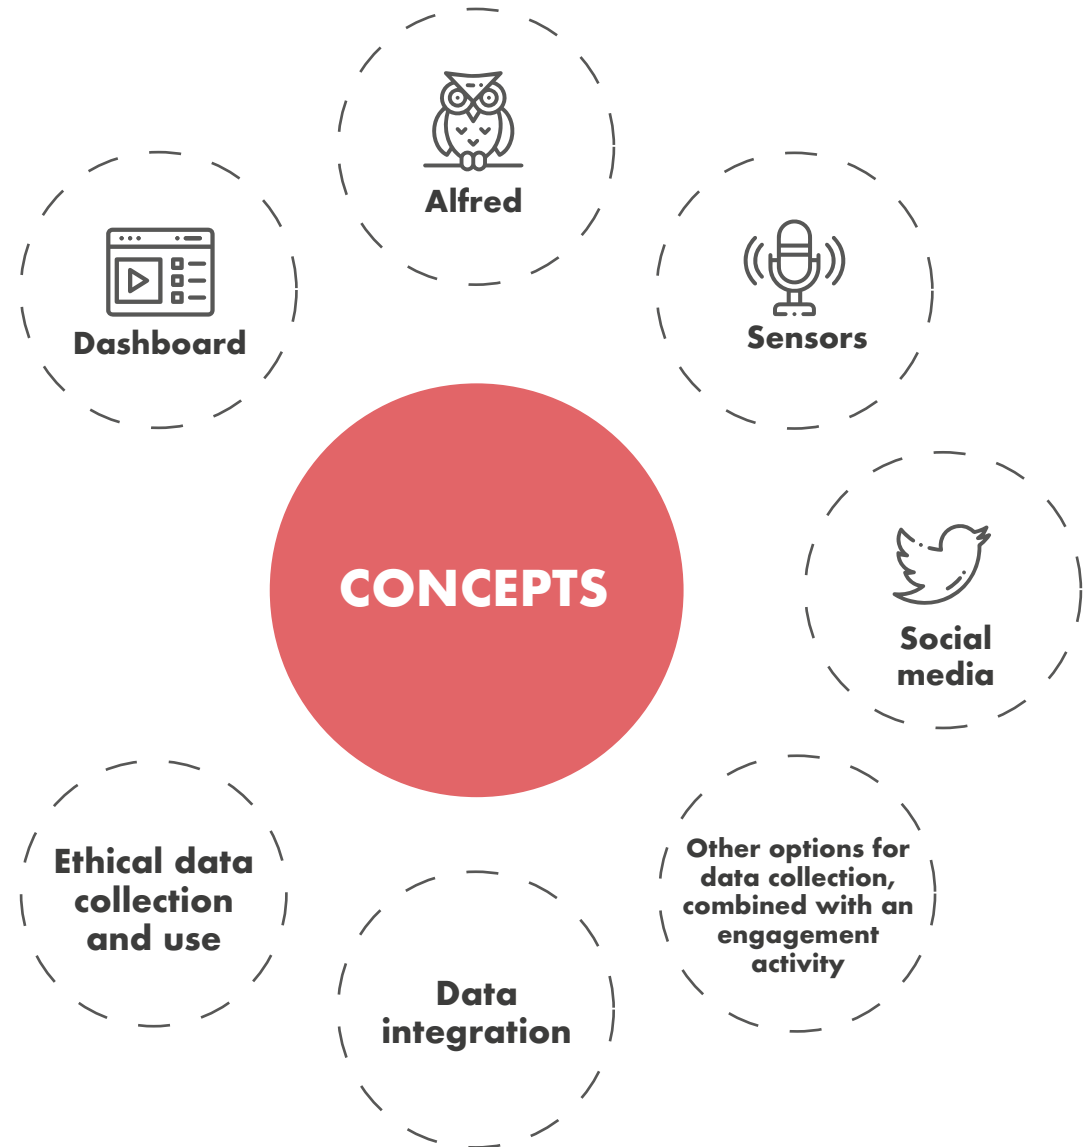 Alfred
Dashboard
Sensors
CONCEPTS
Social
media
Ethical data
collection
and use
Other options for
data collection,
combined with an
engagement
activity
Data
integration